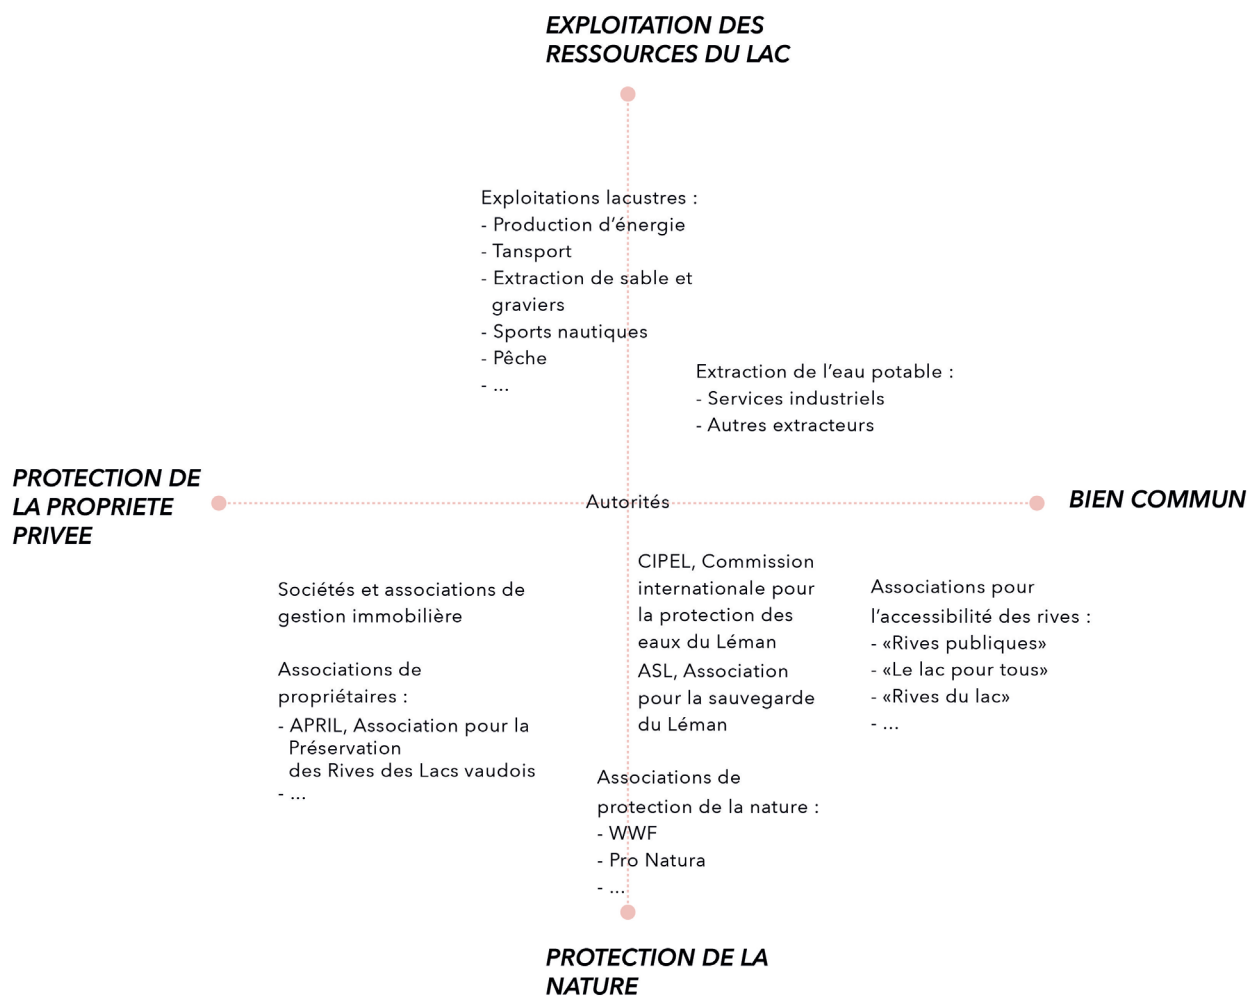 EXPLOITATION DES
RESSOURCES DU LAC
Exploitations lacustres :
- Production d’énergie
- Tansport
- Extraction de sable et
graviers
- Sports nautiques
- Pêche
- ...
Extraction de l’eau potable :
- Services industriels
- Autres extracteurs
PROTECTION DE
LA PROPRIETE
PRIVEE
Autorités
BIEN COMMUN
Sociétés et associations de
gestion immobilière
Associations de
propriétaires :
- APRIL, Association pour la
Préservation
des Rives des Lacs vaudois
- ...
CIPEL, Commission
internationale pour
la protection des
eaux du Léman
ASL, Association
pour la sauvegarde
du Léman
Associations pour
l’accessibilité des rives :
- «Rives publiques»
- «Le lac pour tous»
- «Rives du lac»
- ...
Associations de
protection de la nature :
- WWF
- Pro Natura
- ...
PROTECTION DE LA
NATURE